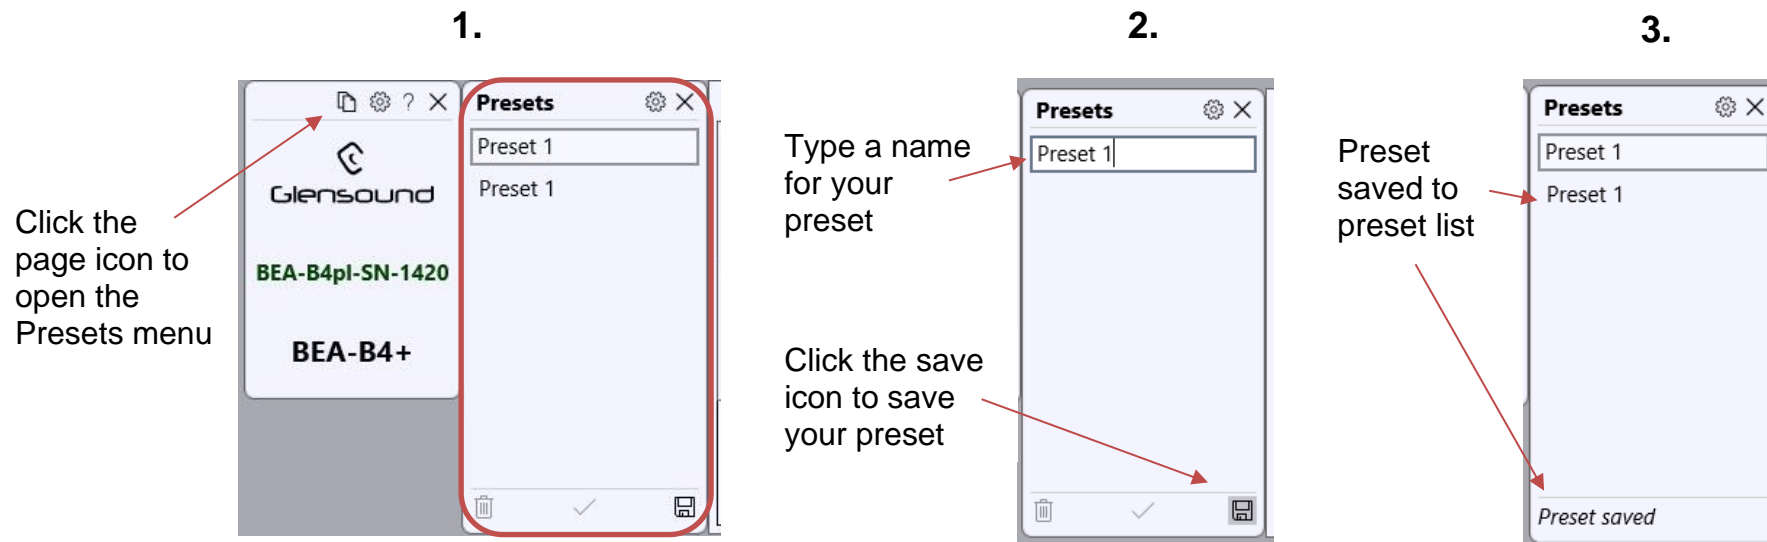 1.
Click the
page icon to
open the
Presets menu
? 
Glensound
BEA-B4pl-SN-1420
BEA-B4+
Presets
Preset 1
Preset 1
2.
Type a name
for your
preset
Click the save
icon to save
your preset
Presets
Preset 1
3.
Preset
saved to
preset list
Presets
Preset 1
Preset 1
Preset saved